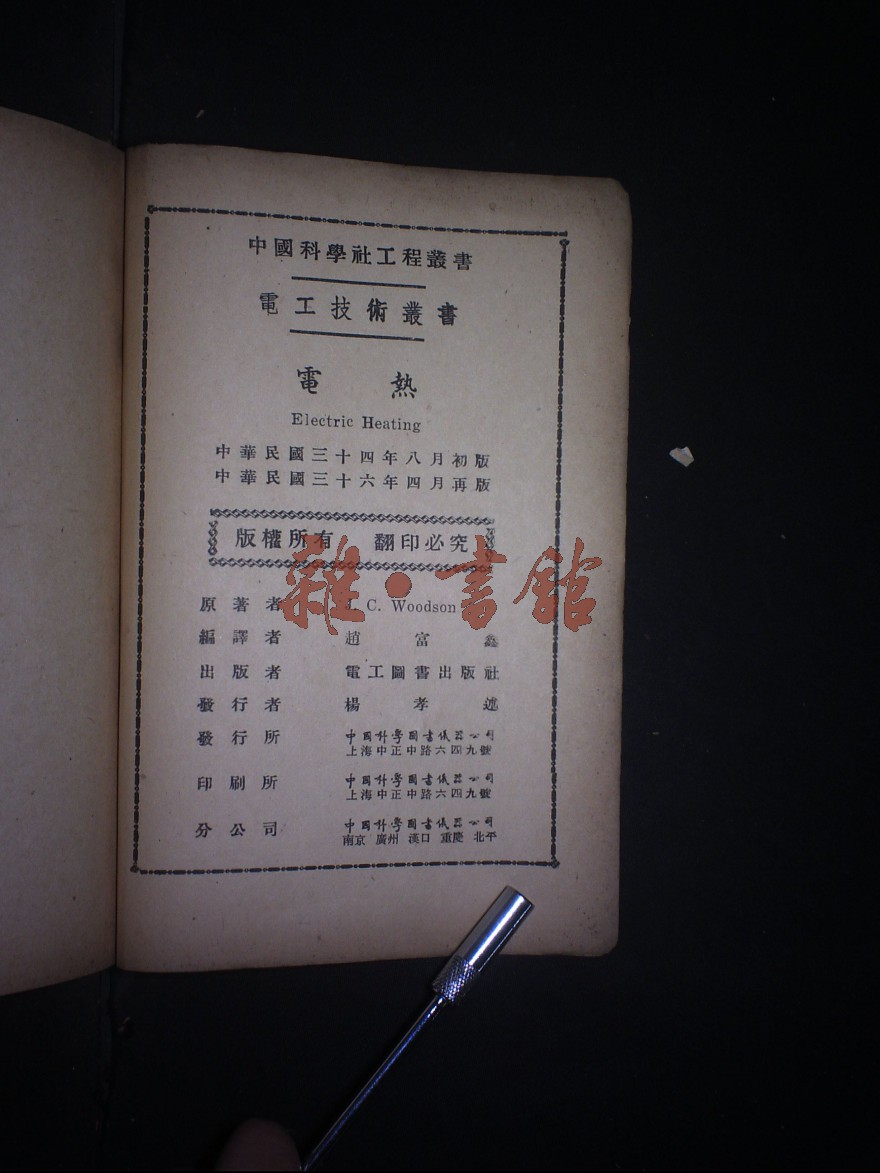 中國科學社工程叢書
電工技術叢書
電熱
Electric Heating
中華民國三十四年八月初版
中華民國三十六年四月再版
版權所有 翻印必究
雜·書館
原著者 J. C. Woodson
編譯者 趙富鑫
出版者 電工圖書出版社
發行者 楊孝述
發行所 中國科學圖書儀器公司
上海中正中路六四九號
印刷所 中國科學圖書儀器公司
上海中正中路六四九號
分公司 中國科學圖書儀器公司
南京 廣州 漢口 重慶 北平